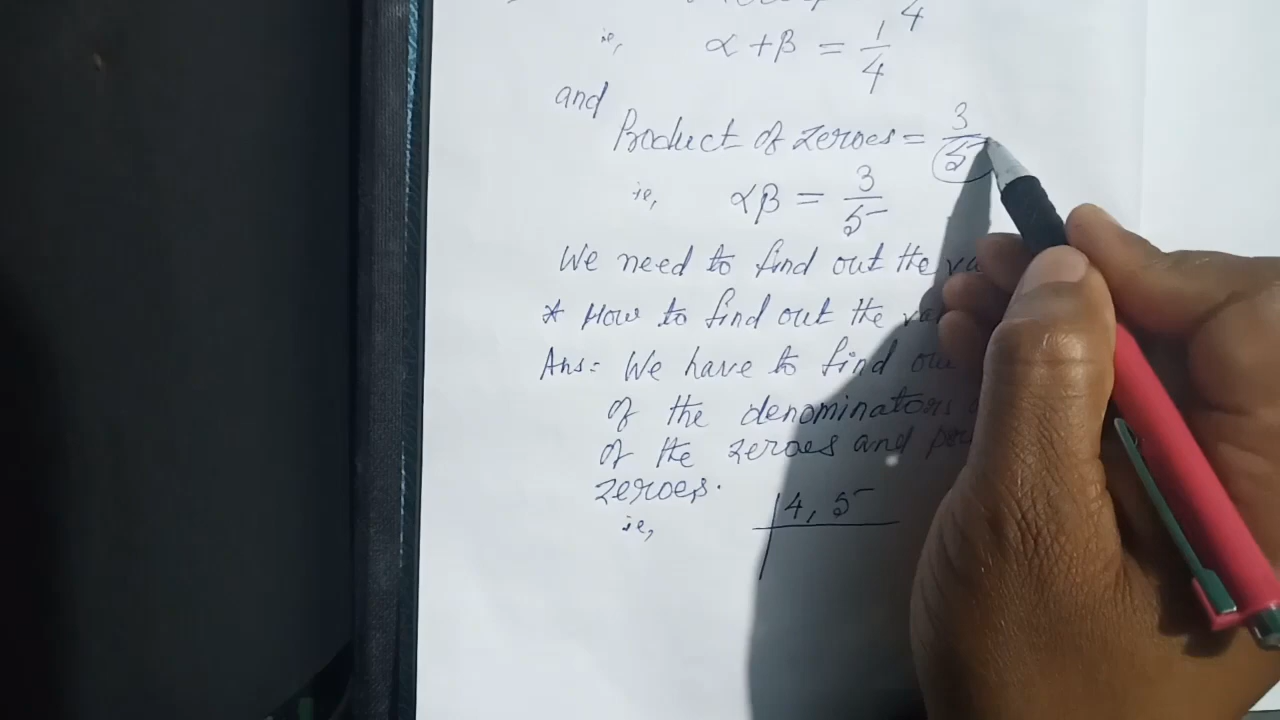 4
ie, α + β = 1/4
and
Product of zeroes = 3/5
ie, αβ = 3/5
We need to find out the
* How to find out the
Ans: We have to find
of the denominators
of the zeroes and
zeroes.
ie, 4, 5